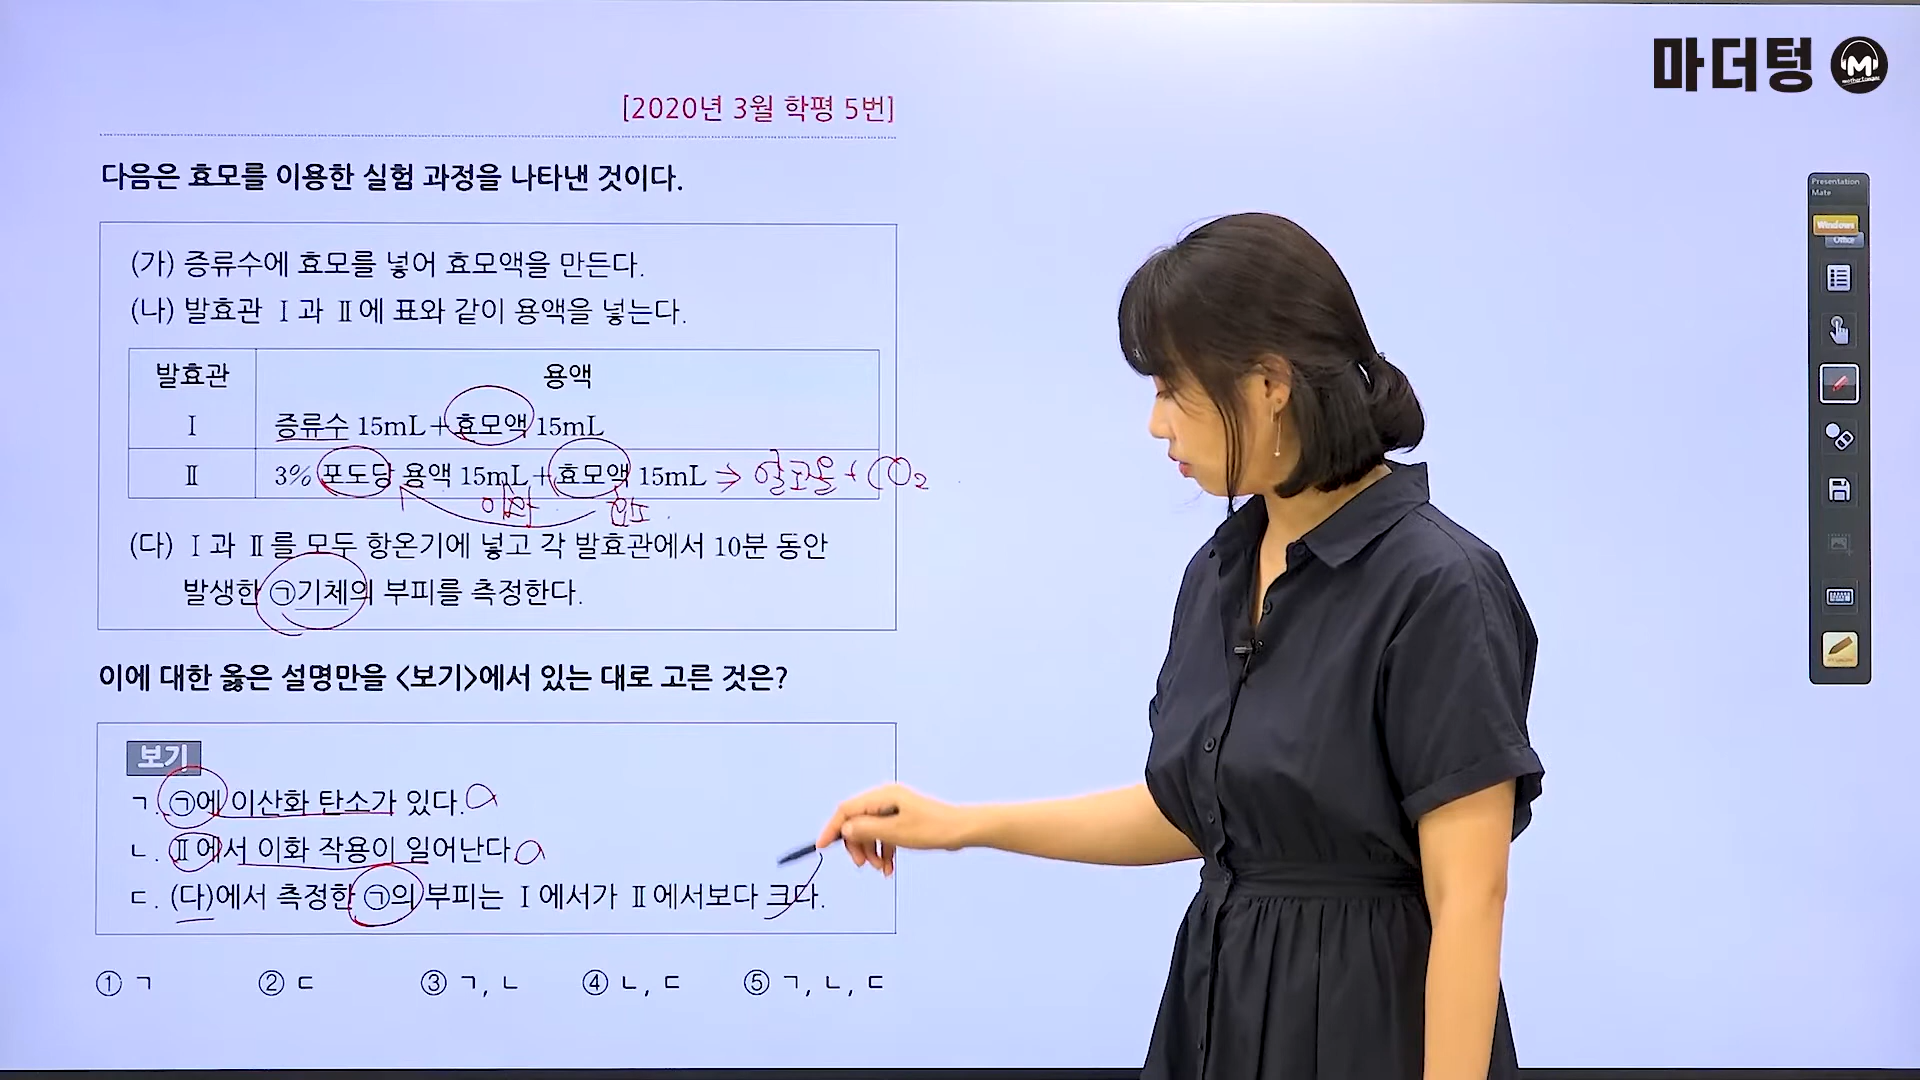 마더텅
[2020년 3월 학평 5번]
다음은 효모를 이용한 실험 과정을 나타낸 것이다.
(가) 증류수에 효모를 넣어 효모액을 만든다.
(나) 발효관 Ⅰ과 Ⅱ에 표와 같이 용액을 넣는다.
발효관 용액
Ⅰ 증류수 15mL+효모액 15mL
Ⅱ 3% 포도당 용액 15mL+효모액 15mL ⇒ 알코올 + CO₂
이화 효모
(다) Ⅰ과 Ⅱ를 모두 항온기에 넣고 각 발효관에서 10분 동안
발생한 ㉠기체의 부피를 측정한다.
이에 대한 옳은 설명만을 <보기>에서 있는 대로 고른 것은?
보기
ㄱ. ㉠에 이산화 탄소가 있다.
ㄴ. Ⅱ에서 이화 작용이 일어난다.
ㄷ. (다)에서 측정한 ㉠의 부피는 Ⅰ에서가 Ⅱ에서보다 크다.
① ㄱ ② ㄷ ③ ㄱ, ㄴ ④ ㄴ, ㄷ ⑤ ㄱ, ㄴ, ㄷ
Presentation
Mate
Windows
Office